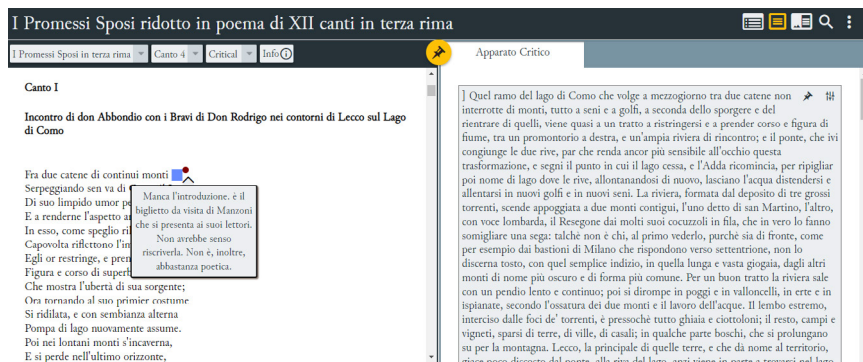 I Promessi Sposi ridotto in poema di XII canti in terza rima
I Promessi Sposi in terza rima
Canto 4
Critical
Info
Canto I
Incontro di don Abbondio con i Bravi di Don Rodrigo nei contorni di Lecco sul Lago
di Como
Fra due catene di continui monti
Serpeggiando sen va di
Di suo limpido umor
E a renderne l'aspetto
In esso, come speglio
Capovolta riflettono
Egli or restringe, e
Figura e corso di
Che mostra l'ubertà di sua sorgente;
Ora tornando al suo primier costume
Si ridilata, e con sembianza alterna
Pompa di lago nuovamente assume.
Poi nei lontani monti s'incaverna,
E si perde nell'ultimo orizzonte,
Manca l'introduzione. è il
biglietto da visita di Manzoni
che si presenta ai suoi lettori.
Non avrebbe senso
riscriverla. Non è, inoltre,
abbastanza poetica.
Apparato Critico
] Quel ramo del lago di Como che volge a mezzogiorno tra due catene non
interrotte di monti, tutto a seni e a golfi, a seconda dello sporgere e del
rientrare di quelli, viene quasi a un tratto a ristringersi e a prender corso e figura di
fiume, tra un promontorio a destra, e un'ampia riviera di rincontro; e il ponte, che ivi
congiunge le due rive, par che renda ancor più sensibile all'occhio questa
trasformazione, e segni il punto in cui il lago cessa, e l'Adda ricomincia, per ripigliar
poi nome di lago dove le rive, allontanandosi di nuovo, lasciano l'acqua distendersi e
allentarsi in nuovi golfi e in nuovi seni. La riviera, formata dal deposito di tre grossi
torrenti, scende appoggiata a due monti contigui, l'uno detto di san Martino, l'altro,
con voce lombarda, il Resegone dai molti suoi cocuzzoli in fila, che in vero lo fanno
somigliare una sega: talchè non è chi, al primo vederlo, purchè sia di fronte, come
per esempio dai bastioni di Milano che rispondono verso settentrione, non lo
discerna tosto, con quel semplice indizio, in quella lunga e vasta giogaia, dagli altri
monti di nome più oscuro e di forma più comune. Per un buon tratto la riviera sale
con un pendio lento e continuo; poi si dirompe in poggi e in valloncelli, in erte e in
ispianate, secondo l'ossatura dei due monti e il lavoro dell'acque. Il lembo estremo,
interciso dalle foci de' torrenti, è pressochè tutto ghiaia e ciottoloni; il resto, campi e
vigneti, sparsi di terre, di ville, di casali; in qualche parte boschi, che si prolungano
su per la montagna. Lecco, la principale di quelle terre, e che dà nome al territorio,
giace poco discosto dal ponte, alla riva del lago, anzi viene in parte a trovarsi nel lago